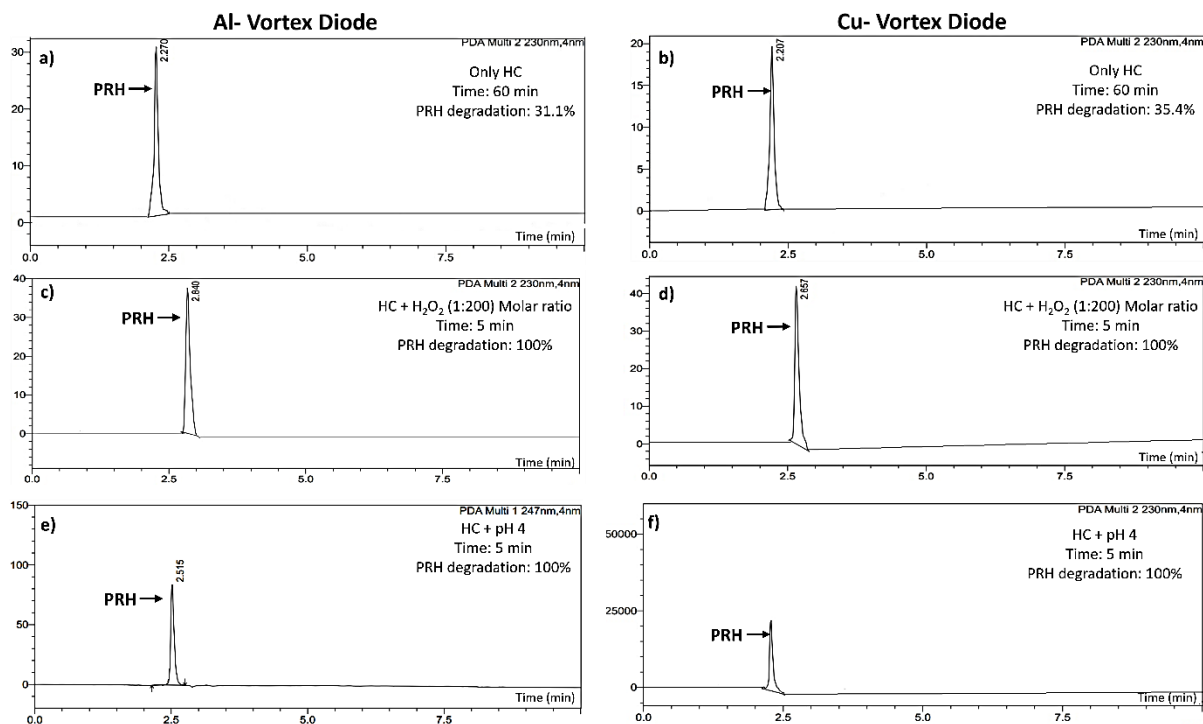 Al- Vortex Diode
Cu- Vortex Diode
PDA Multi 2 230nm,4nm
a)
2.270
PRH
Only HC
Time: 60 min
PRH degradation: 31.1%
30
20
10
0
Time (min)
0.0 2.5 5.0 7.5
PDA Multi 2 230nm,4nm
b)
2.207
PRH
Only HC
Time: 60 min
PRH degradation: 35.4%
20
15
10
5
0
Time (min)
0.0 2.5 5.0 7.5
PDA Multi 2 230nm,4nm
c)
2.840
PRH
HC + H₂O₂ (1:200) Molar ratio
Time: 5 min
PRH degradation: 100%
40
30
20
10
0
Time (min)
0.0 2.5 5.0 7.5
PDA Multi 2 230nm,4nm
d)
2.657
PRH
HC + H₂O₂ (1:200) Molar ratio
Time: 5 min
PRH degradation: 100%
40
30
20
10
0
Time (min)
0.0 2.5 5.0 7.5
PDA Multi 1 247nm,4nm
e)
2.515
PRH
HC + pH 4
Time: 5 min
PRH degradation: 100%
150
100
50
0
Time (min)
0.0 2.5 5.0 7.5
PDA Multi 2 230nm,4nm
f)
PRH
HC + pH 4
Time: 5 min
PRH degradation: 100%
50000
25000
0
Time (min)
0.0 2.5 5.0 7.5